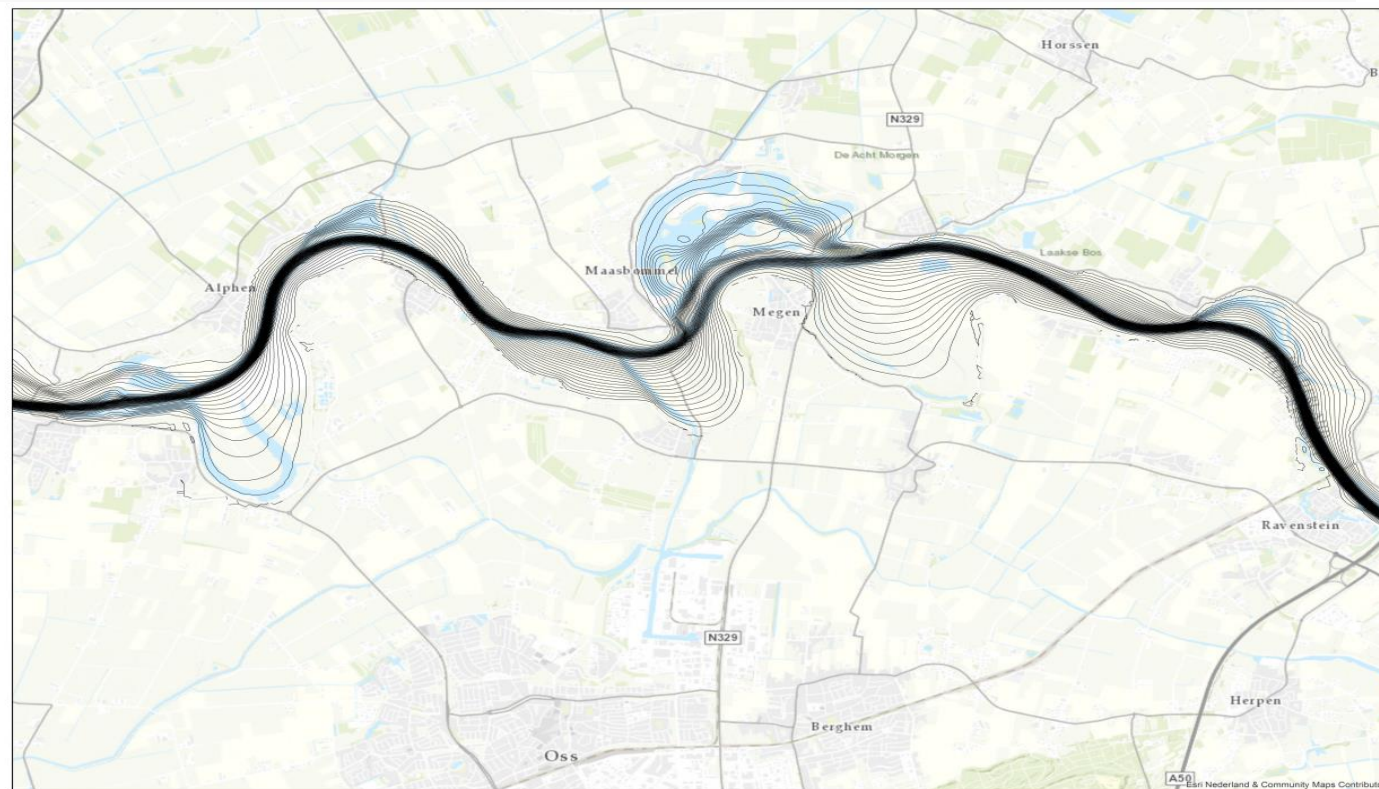 Horssen
B
N329
De Acht Morgen
Laakse Bos
Maasbommel
Alphen
Megen
Ravenstein
N329
Herpen
Berghem
Oss
A50
Esri Nederland & Community Maps Contribut